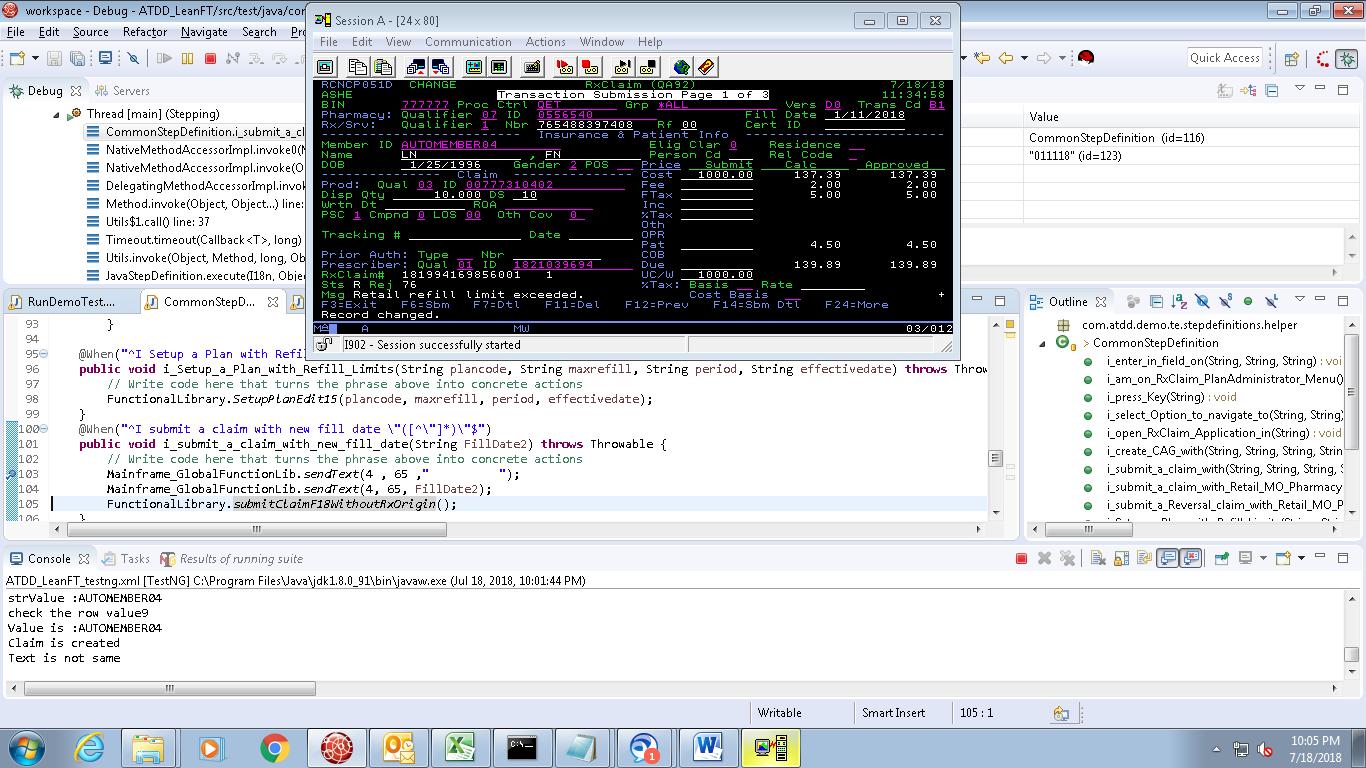 workspace - Debug - ATDD_LeanFT/src/test/java/cor
File Edit Source Refactor Navigate Search
Quick Access
Debug Servers
Thread [main] (Stepping)
CommonStepDefinition.i_submit_a_cl
NativeMethodAccessorImpl.invoke0(M
NativeMethodAccessorImpl.invoke(O
DelegatingMethodAccessorImpl.invok
Method.invoke(Object, Object...) line:
Utils$1.call() line: 37
Timeout.timeout(Callback<T>, long)
Utils.invoke(Object, Method, long, Ob
JavaStepDefinition.execute(I18n, Obje
Session A - [24 x 80]
File Edit View Communication Actions Window Help
RCNCP051D CHANGE RxClaim (QA92) 7/18/18
ASHE Transaction Submission Page 1 of 3 11:34:58
BIN 777777 Proc Ctrl QET Grp *ALL Vers D0 Trans Cd B1
Pharmacy: Qualifier 07 ID 0556540 Fill Date 1/11/2018
Rx/Srv: Qualifier 1 Nbr 765488397408 Rf 00 Cert ID
Insurance & Patient Info
Member ID AUTOMEMBER04 Elig Clar 0 Residence
Name LN , FN Person Cd Rel Code
DOB 1/25/1996 Gender 2 POS Price Submit Calc Approved
Claim Cost 1000.00 137.39 137.39
Prod: Qual 03 ID 00777310402 Fee 2.00 2.00
Disp Qty 10.000 DS 10 FTax 5.00 5.00
Wrtn Dt ROA Inc
PSC 1 Cmpnd 0 LOS 00 Oth Cov 0 %Tax
Oth
Tracking # Date OPR
Pat 4.50 4.50
Prior Auth: Type Nbr COB
Prescriber: Qual 01 ID 1821039694 Due 139.89 139.89
RxClaim# 181994169856001 1 UC/W 1000.00
Sts R Rej 76 %Tax: Basis Rate
Msg Retail refill limit exceeded. Cost Basis +
F3=Exit F6=Sbm F7=Dtl F11=Del F12=Prev F14=Sbm Dtl F24=More
Record changed.
MA A MW 03/012
I902 - Session successfully started
Value
CommonStepDefinition (id=116)
"011118" (id=123)
RunDemoTest.... CommonStepD...
93 }
94
95 @When("^I Setup a Plan with Refi
96 public void i_Setup_a_Plan_with_Refill_Limits(String plancode, String maxrefill, String period, String effectivedate) throws Throw
97 // Write code here that turns the phrase above into concrete actions
98 FunctionalLibrary.SetupPlanEdit15(plancode, maxrefill, period, effectivedate);
99 }
100 @When("^I submit a claim with new fill date \"([^\"]*)\"$")
101 public void i_submit_a_claim_with_new_fill_date(String FillDate2) throws Throwable {
102 // Write code here that turns the phrase above into concrete actions
103 Mainframe_GlobalFunctionLib.sendText(4 , 65 ," ");
104 Mainframe_GlobalFunctionLib.sendText(4, 65, FillDate2);
105 FunctionalLibrary.submitClaimF18WithoutRxOrigin();
106 }
Outline
com.atdd.demo.te.stepdefinitions.helper
> CommonStepDefinition
i_enter_in_field_on(String, String, String) : voi
i_am_on_RxClaim_PlanAdministrator_Menu()
i_press_Key(String) : void
i_select_Option_to_navigate_to(String, String)
i_open_RxClaim_Application_in(String) : void
i_create_CAG_with(String, String, String, String
i_submit_a_claim_with(String, String, String, S
i_submit_a_claim_with_Retail_MO_Pharmacy
i_submit_a_Reversal_claim_with_Retail_MO_P
Console Tasks Results of running suite
ATDD_LeanFT_testng.xml [TestNG] C:\Program Files\Java\jdk1.8.0_91\bin\javaw.exe (Jul 18, 2018, 10:01:44 PM)
strValue :AUTOMEMBER04
check the row value9
Value is :AUTOMEMBER04
Claim is created
Text is not same
Writable Smart Insert 105 : 1
1
10:05 PM
7/18/2018